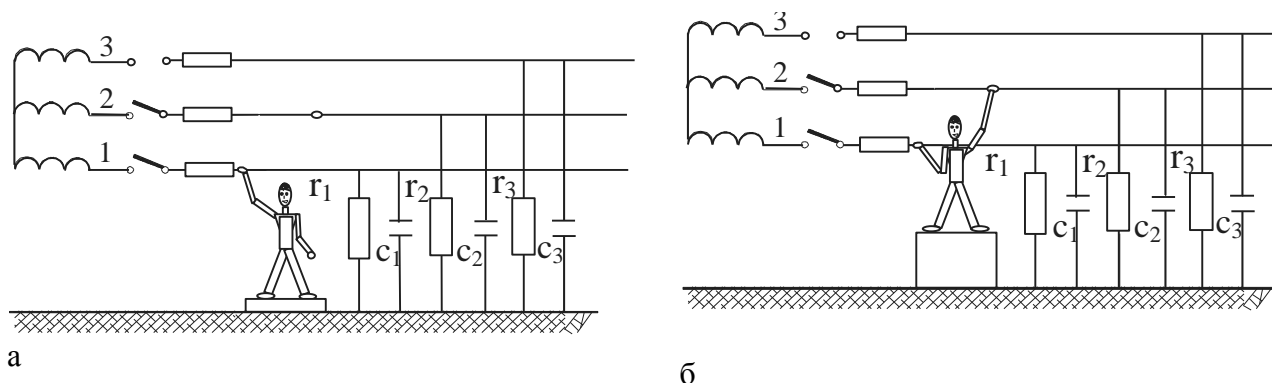 3
2
1
r₁
r₂
r₃
c₁
c₂
c₃
а
3
2
1
r₁
r₂
r₃
c₁
c₂
c₃
б